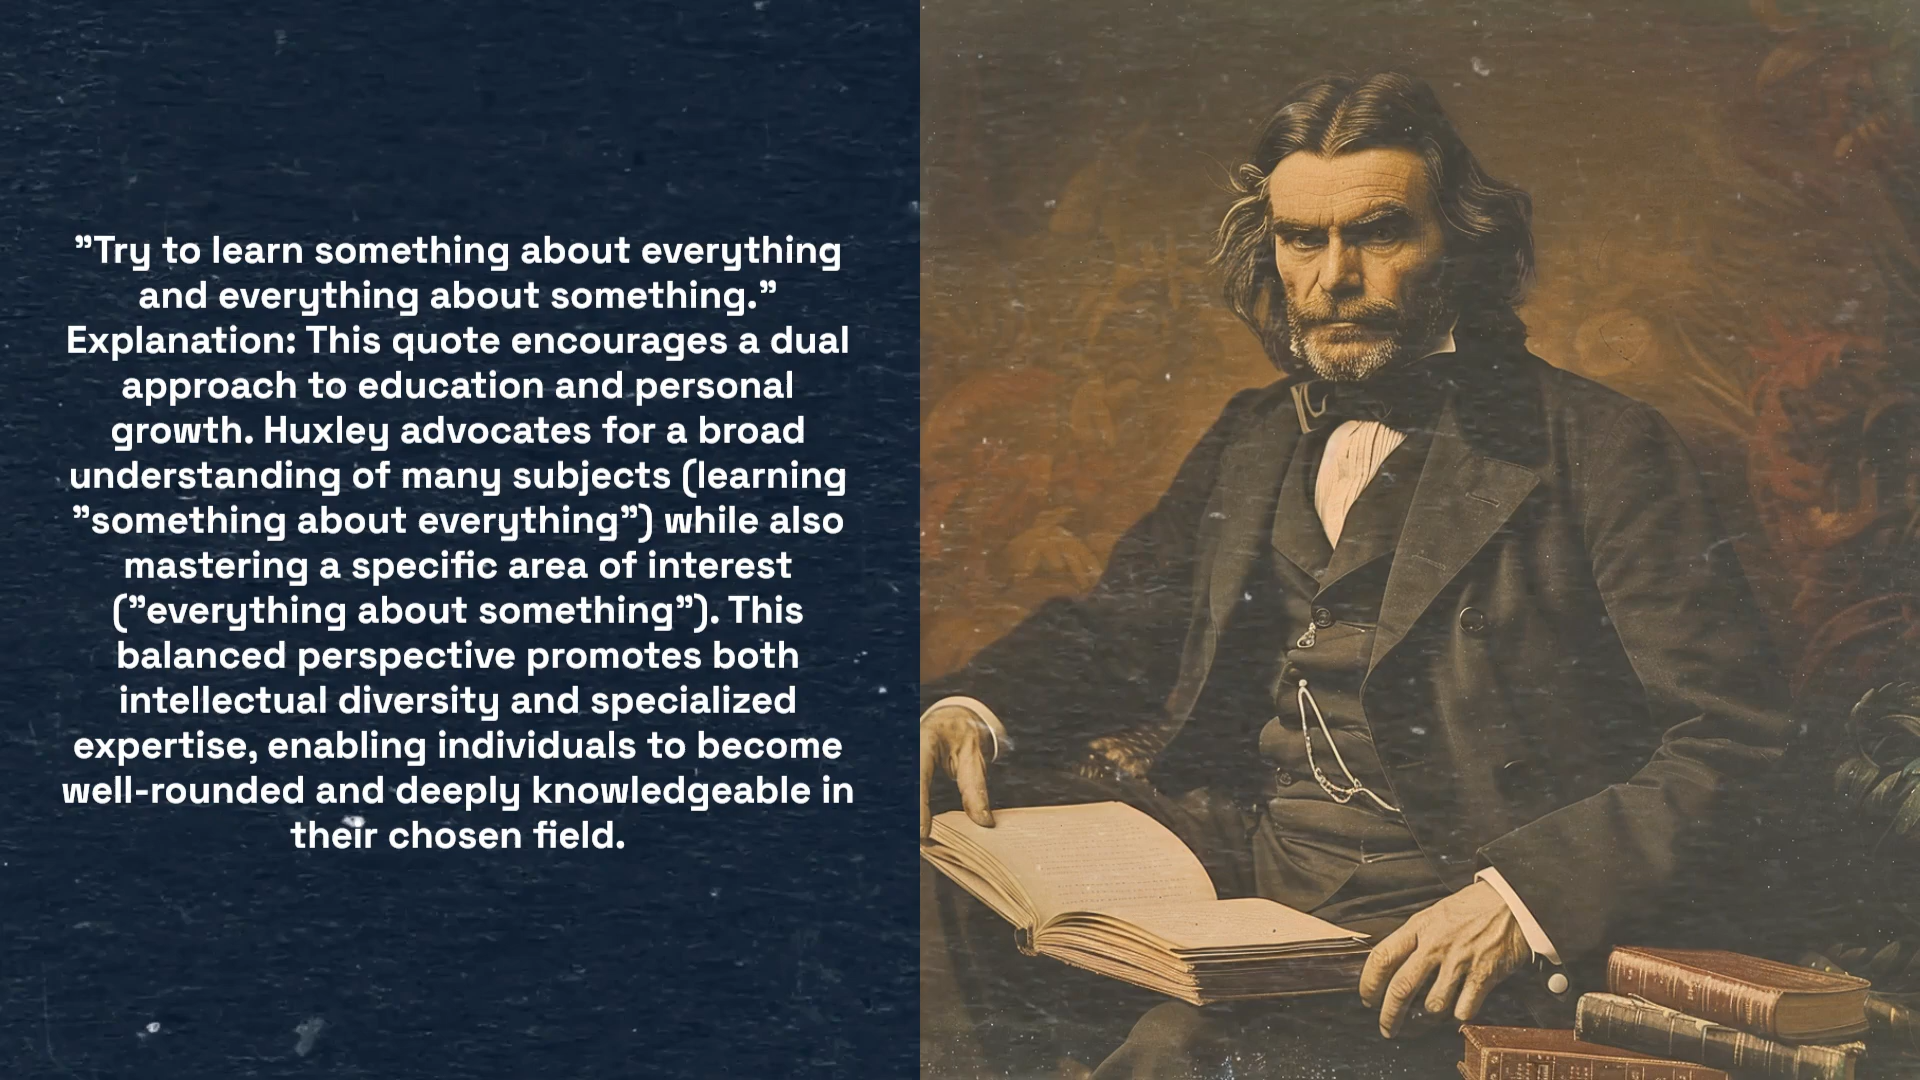 ”Try to learn something about everything
and everything about something.”
Explanation: This quote encourages a dual
approach to education and personal
growth. Huxley advocates for a broad
understanding of many subjects (learning
”something about everything”) while also
mastering a specific area of interest
(”everything about something”). This
balanced perspective promotes both
intellectual diversity and specialized
expertise, enabling individuals to become
well-rounded and deeply knowledgeable in
their chosen field.